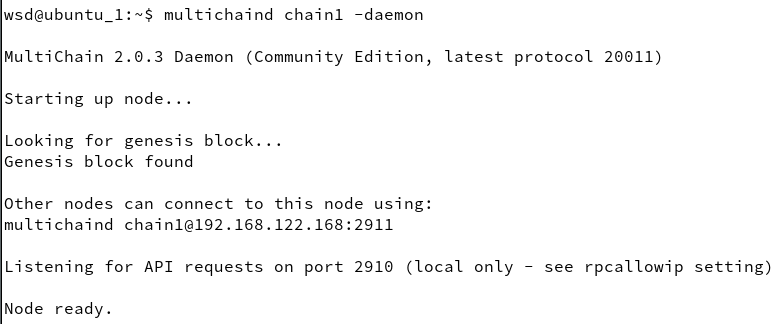 wsd@ubuntu_1:~$ multichaind chain1 -daemon
MultiChain 2.0.3 Daemon (Community Edition, latest protocol 20011)
Starting up node...
Looking for genesis block...
Genesis block found
Other nodes can connect to this node using:
multichaind chain1@192.168.122.168:2911
Listening for API requests on port 2910 (local only - see rpcallowip setting)
Node ready.